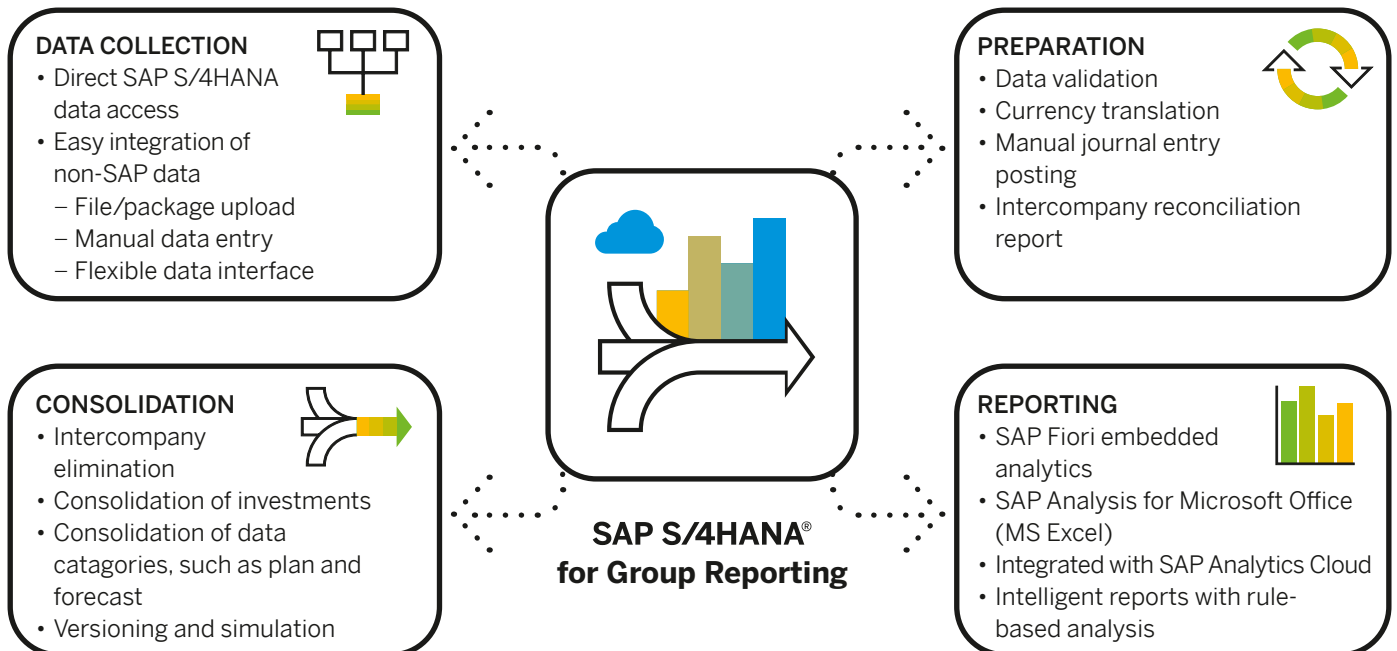 DATA COLLECTION
• Direct SAP S/4HANA
data access
• Easy integration of
non-SAP data
– File/package upload
– Manual data entry
– Flexible data interface
PREPARATION
• Data validation
• Currency translation
• Manual journal entry
posting
• Intercompany reconciliation
report
CONSOLIDATION
• Intercompany
elimination
• Consolidation of investments
• Consolidation of data
catagories, such as plan and
forecast
• Versioning and simulation
SAP S/4HANA®
for Group Reporting
REPORTING
• SAP Fiori embedded
analytics
• SAP Analysis for Microsoft Office
(MS Excel)
• Integrated with SAP Analytics Cloud
• Intelligent reports with rule-
based analysis